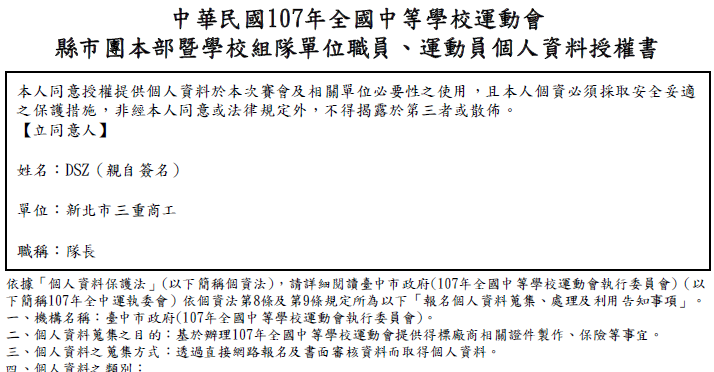 中華民國107年全國中等學校運動會
縣市團本部暨學校組隊單位職員、運動員個人資料授權書
本人同意授權提供個人資料於本次賽會及相關單位必要性之使用，且本人個資必須採取安全妥適
之保護措施，非經本人同意或法律規定外，不得揭露於第三者或散佈。
【立同意人】
姓名：DSZ（親自簽名）
單位：新北市三重商工
職稱：隊長
依據「個人資料保護法」(以下簡稱個資法)，請詳細閱讀臺中市政府(107年全國中等學校運動會執行委員會)（以
下簡稱107年全中運執委會）依個資法第8條及第9條規定所為以下「報名個人資料蒐集、處理及利用告知事項」。
一、機構名稱：臺中市政府(107年全國中等學校運動會執行委員會)。
二、個人資料蒐集之目的：基於辦理107年全國中等學校運動會提供得標廠商相關證件製作、保險等事宜。
三、個人資料之蒐集方式：透過直接網路報名及書面審核資料而取得個人資料。
四、個人資料之類別：